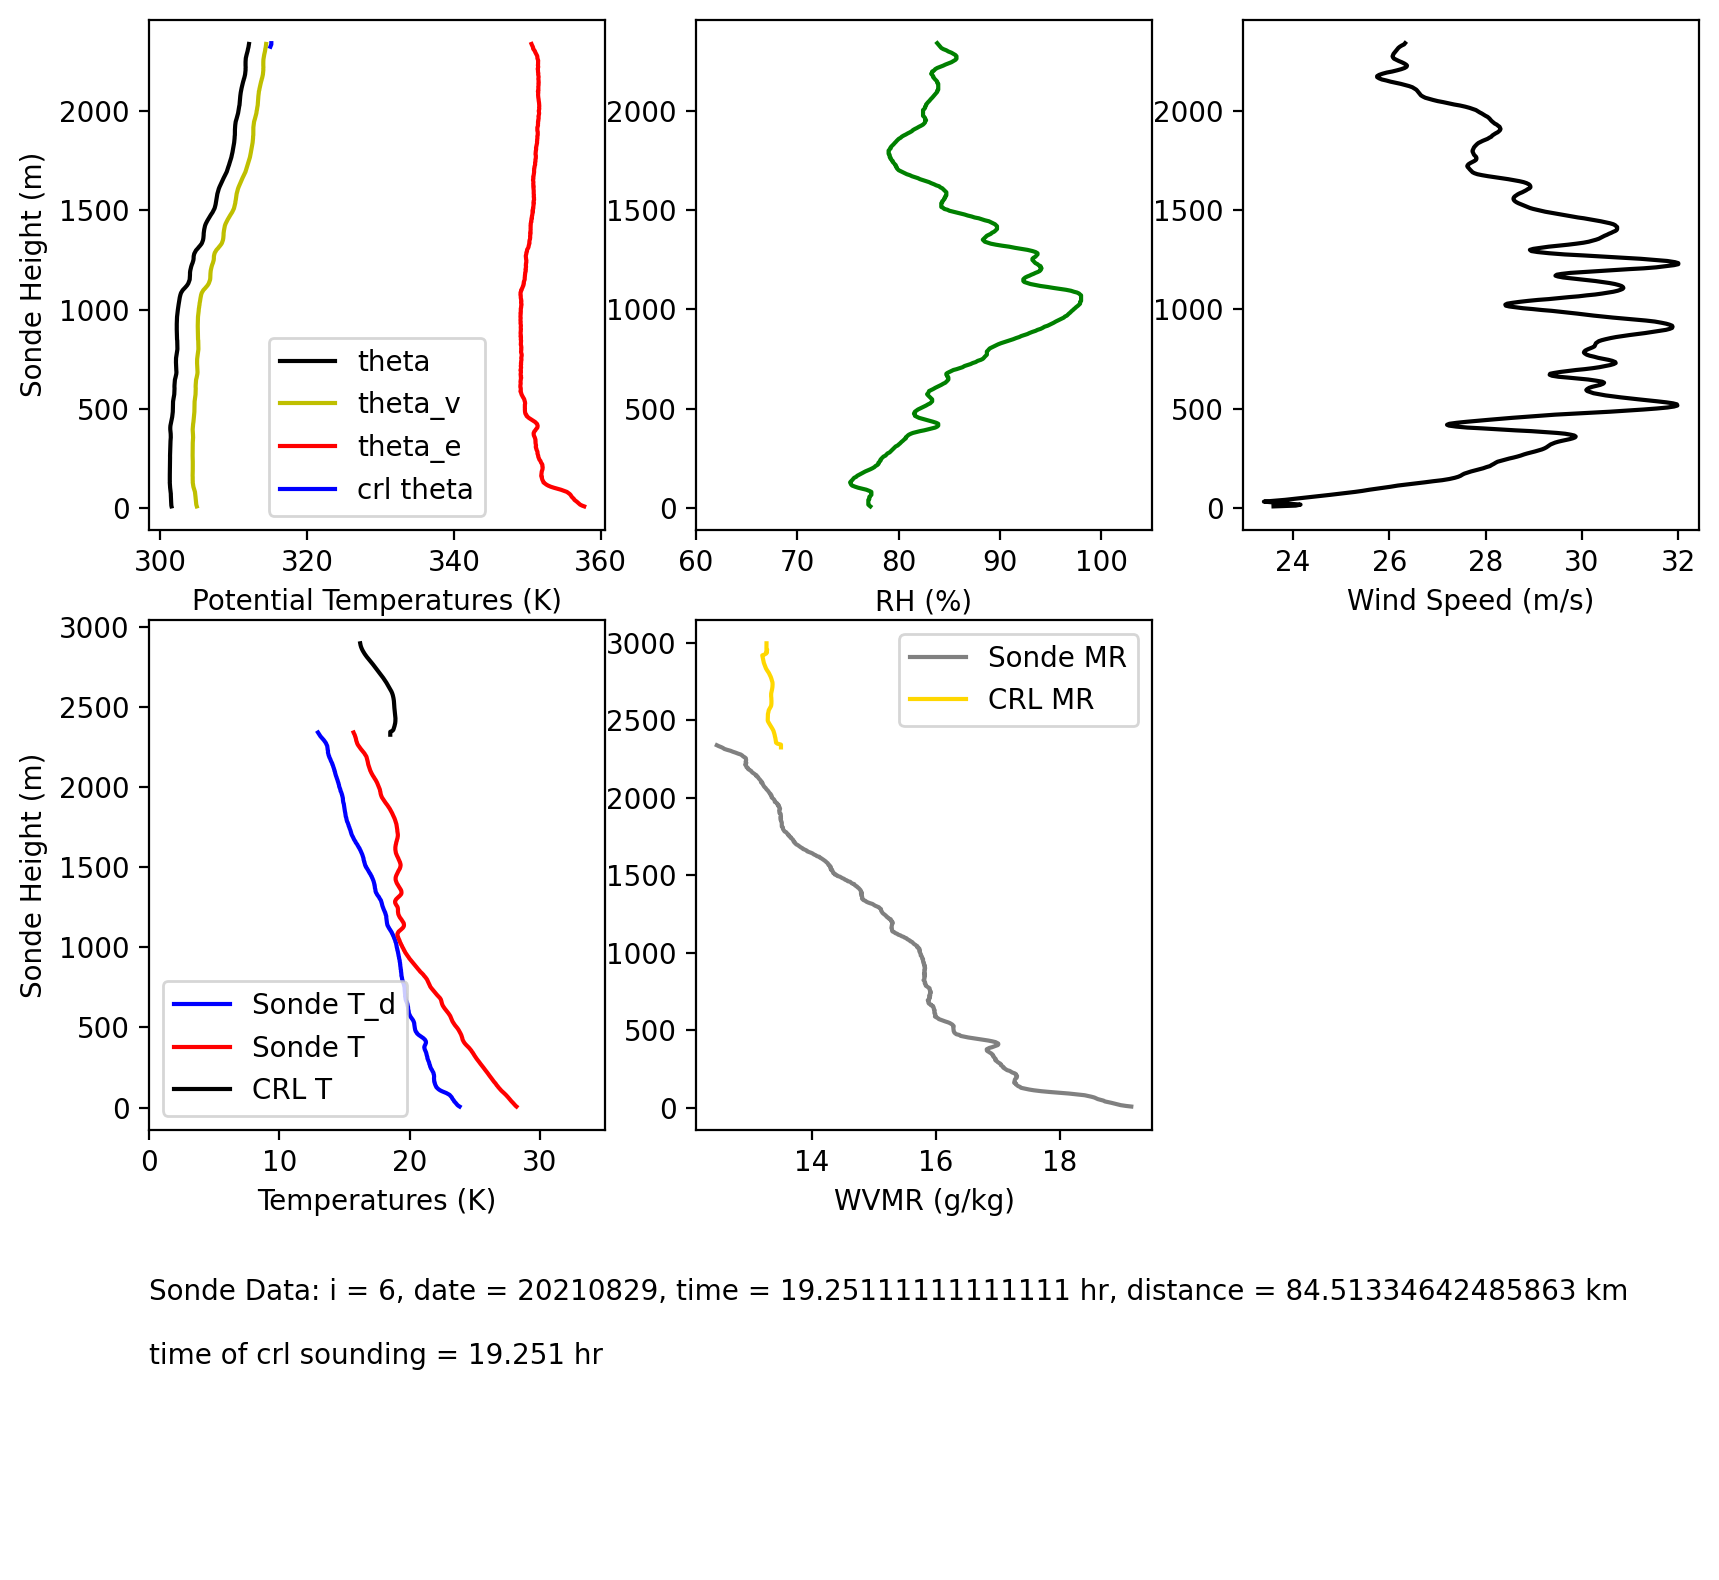 Sonde Height (m)
2000
1500
1000
500
0
theta
theta_v
theta_e
crl theta
300 320 340 360
Potential Temperatures (K)
2000
1500
1000
500
0
60 70 80 90 100
RH (%)
2000
1500
1000
500
0
24 26 28 30 32
Wind Speed (m/s)
Sonde Height (m)
3000
2500
2000
1500
1000
500
0
Sonde T_d
Sonde T
CRL T
0 10 20 30
Temperatures (K)
3000
2500
2000
1500
1000
500
0
Sonde MR
CRL MR
14 16 18
WVMR (g/kg)
Sonde Data: i = 6, date = 20210829, time = 19.25111111111111 hr, distance = 84.51334642485863 km
time of crl sounding = 19.251 hr